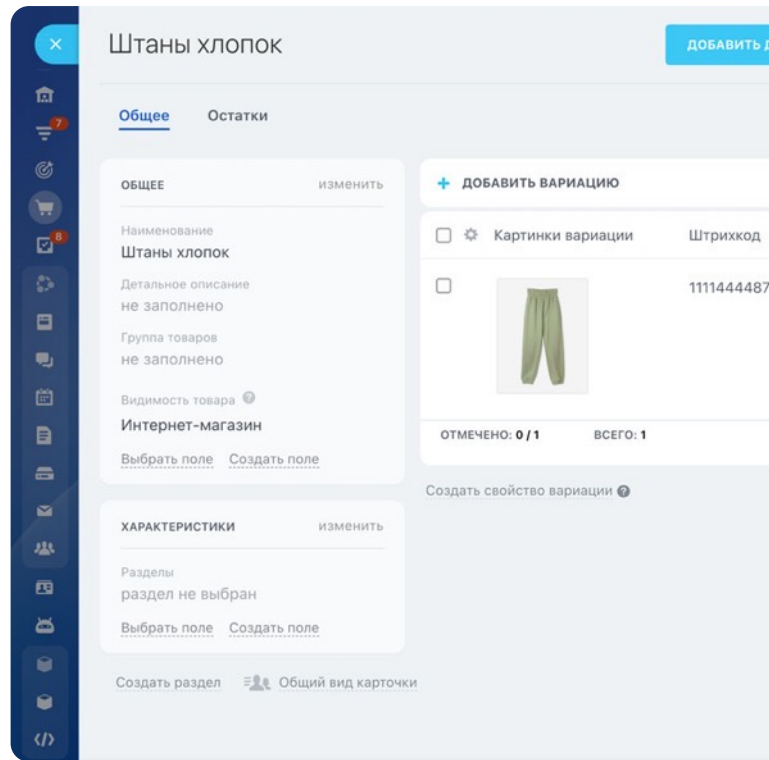 Штаны хлопок
ДОБАВИТЬ
Общее Остатки
7
8
ОБЩЕЕ изменить
Наименование
Штаны хлопок
Детальное описание
не заполнено
Группа товаров
не заполнено
Видимость товара ?
Интернет-магазин
Выбрать поле Создать поле
ХАРАКТЕРИСТИКИ изменить
Разделы
раздел не выбран
Выбрать поле Создать поле
Создать раздел Общий вид карточки
+ ДОБАВИТЬ ВАРИАЦИЮ
Картинки вариации Штрихкод
1111444487
ОТМЕЧЕНО: 0 / 1 ВСЕГО: 1
Создать свойство вариации ?